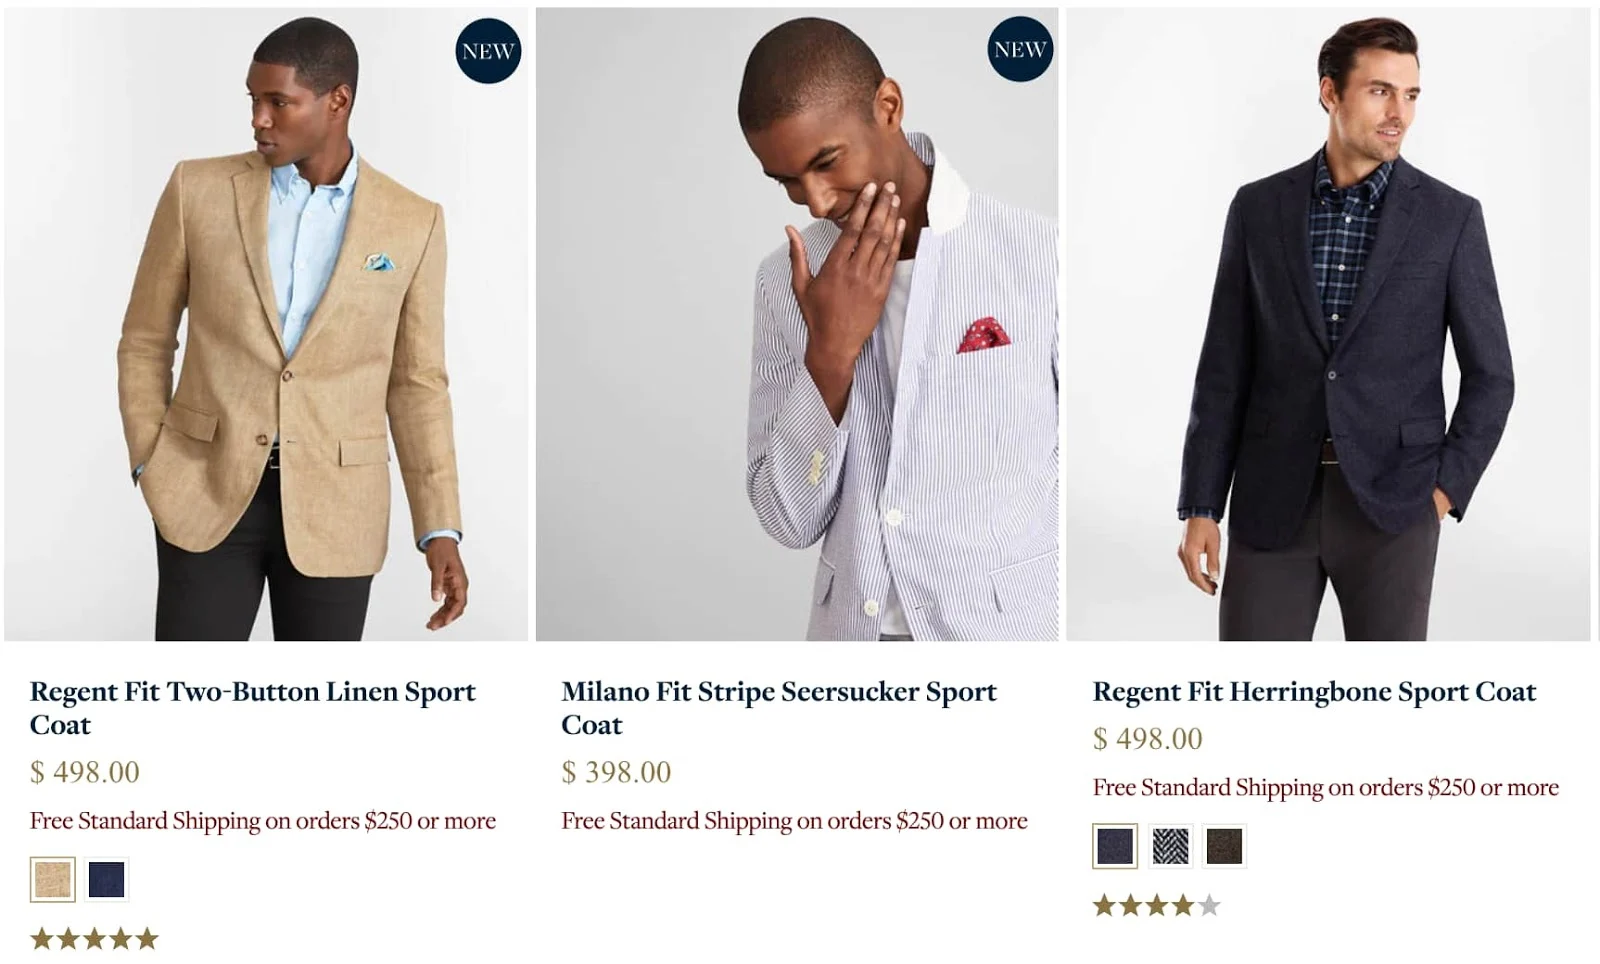 NEW
Regent Fit Two-Button Linen Sport
Coat
$ 498.00
Free Standard Shipping on orders $250 or more
NEW
Milano Fit Stripe Seersucker Sport
Coat
$ 398.00
Free Standard Shipping on orders $250 or more
Regent Fit Herringbone Sport Coat
$ 498.00
Free Standard Shipping on orders $250 or more